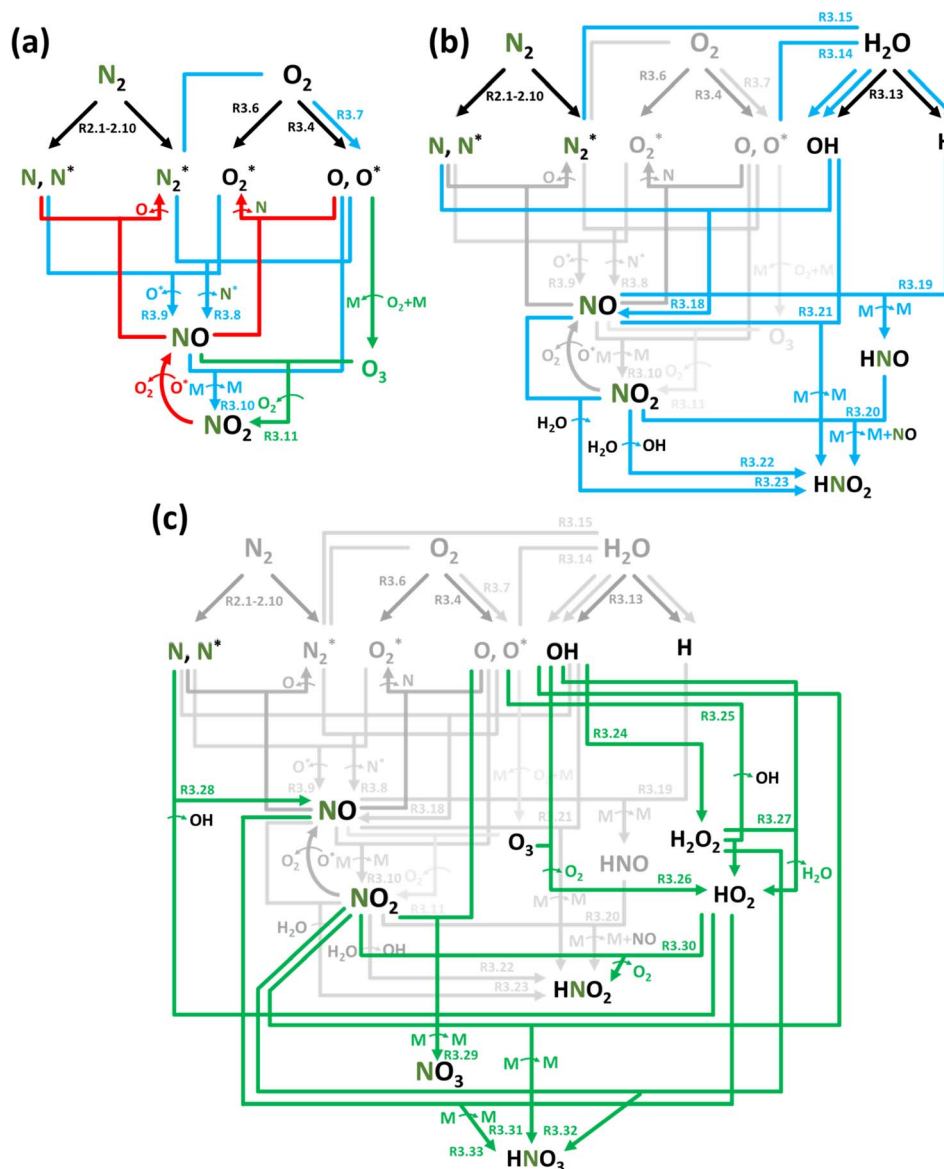 (a)
N₂
O₂
R2.1-2.10
R3.6
R3.4
R3.7
N, N*
N₂*
O₂*
O, O*
O
N
O*
N*
M
O₂+M
R3.9
R3.8
NO
O₃
O₂
O*
M
M
O₂
R3.10
NO₂
R3.11
(b)
R3.15
N₂
O₂
R3.14
H₂O
R2.1-2.10
R3.6
R3.4
R3.7
R3.13
N, N*
N₂*
O₂*
O, O*
OH
H
O
N
O*
N*
M
O₂+M
R3.9
R3.8
R3.19
NO
R3.18
R3.21
M
M
O₃
HNO
O₂
O*
M
M
O₂
R3.10
NO₂
R3.11
M
M
R3.20
H₂O
M
M+NO
H₂O
OH
R3.22
R3.23
HNO₂
(c)
R3.15
N₂
O₂
R3.14
H₂O
R2.1-2.10
R3.6
R3.4
R3.7
R3.13
N, N*
N₂*
O₂*
O, O*
OH
H
O
N
R3.25
R3.24
O*
N*
M
O₂+M
OH
R3.28
R3.9
R3.8
R3.19
OH
NO
R3.18
R3.21
M
M
R3.27
O₃
H₂O₂
O₂
O*
M
M
O₂
HNO
O₂
H₂O
R3.10
R3.26
NO₂
R3.11
M
M
HO₂
R3.20
H₂O
M
M+NO
R3.30
H₂O
OH
O₂
R3.22
R3.23
HNO₂
M
M
R3.29
M
M
NO₃
M
M
R3.31
R3.32
R3.33
HNO₃